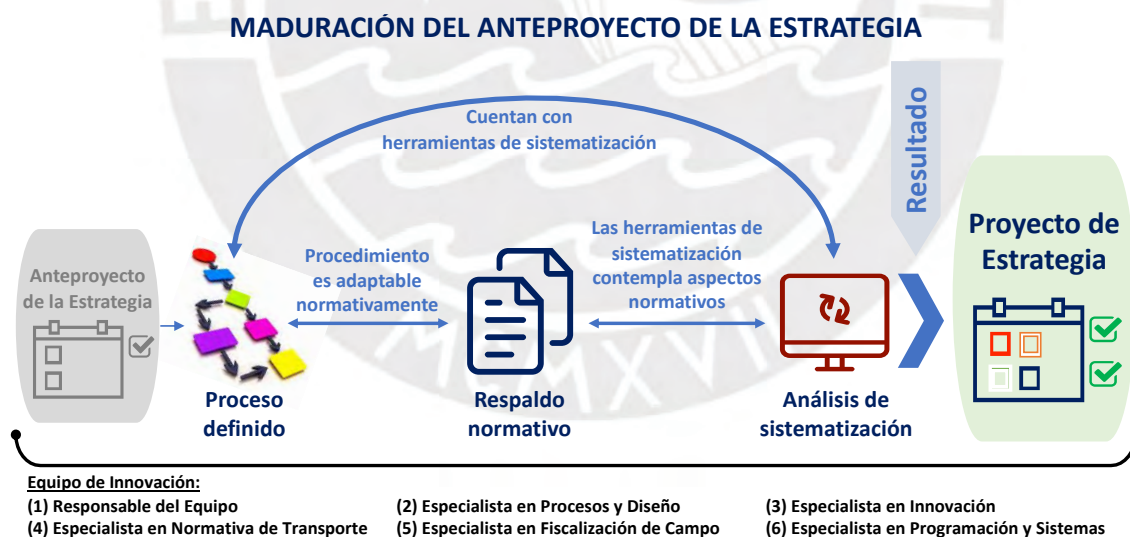 MADURACIÓN DEL ANTEPROYECTO DE LA ESTRATEGIA
Cuentan con
herramientas de sistematización
Resultado
Anteproyecto
de la Estrategia
Procedimiento
es adaptable
normativamente
Las herramientas de
sistematización
contempla aspectos
normativos
Proyecto de
Estrategia
Proceso
definido
Respaldo
normativo
Análisis de
sistematización
Equipo de Innovación:
(1) Responsable del Equipo
(2) Especialista en Procesos y Diseño
(3) Especialista en Innovación
(4) Especialista en Normativa de Transporte
(5) Especialista en Fiscalización de Campo
(6) Especialista en Programación y Sistemas